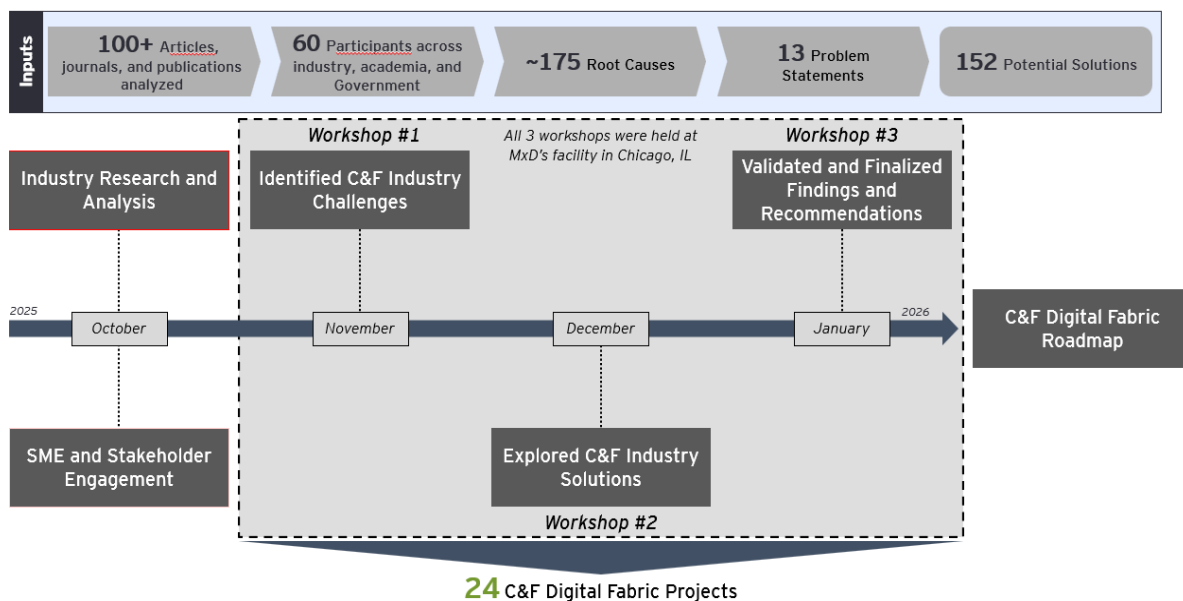 Inputs
100+ Articles,
journals, and publications
analyzed
60 Participants across
industry, academia, and
Government
~175 Root Causes
13 Problem
Statements
152 Potential Solutions
Workshop #1
All 3 workshops were held at
MxD's facility in Chicago, IL
Workshop #3
Industry Research and
Analysis
Identified C&F Industry
Challenges
Validated and Finalized
Findings and
Recommendations
2025
October
November
December
January
2026
C&F Digital Fabric
Roadmap
SME and Stakeholder
Engagement
Explored C&F Industry
Solutions
Workshop #2
24 C&F Digital Fabric Projects